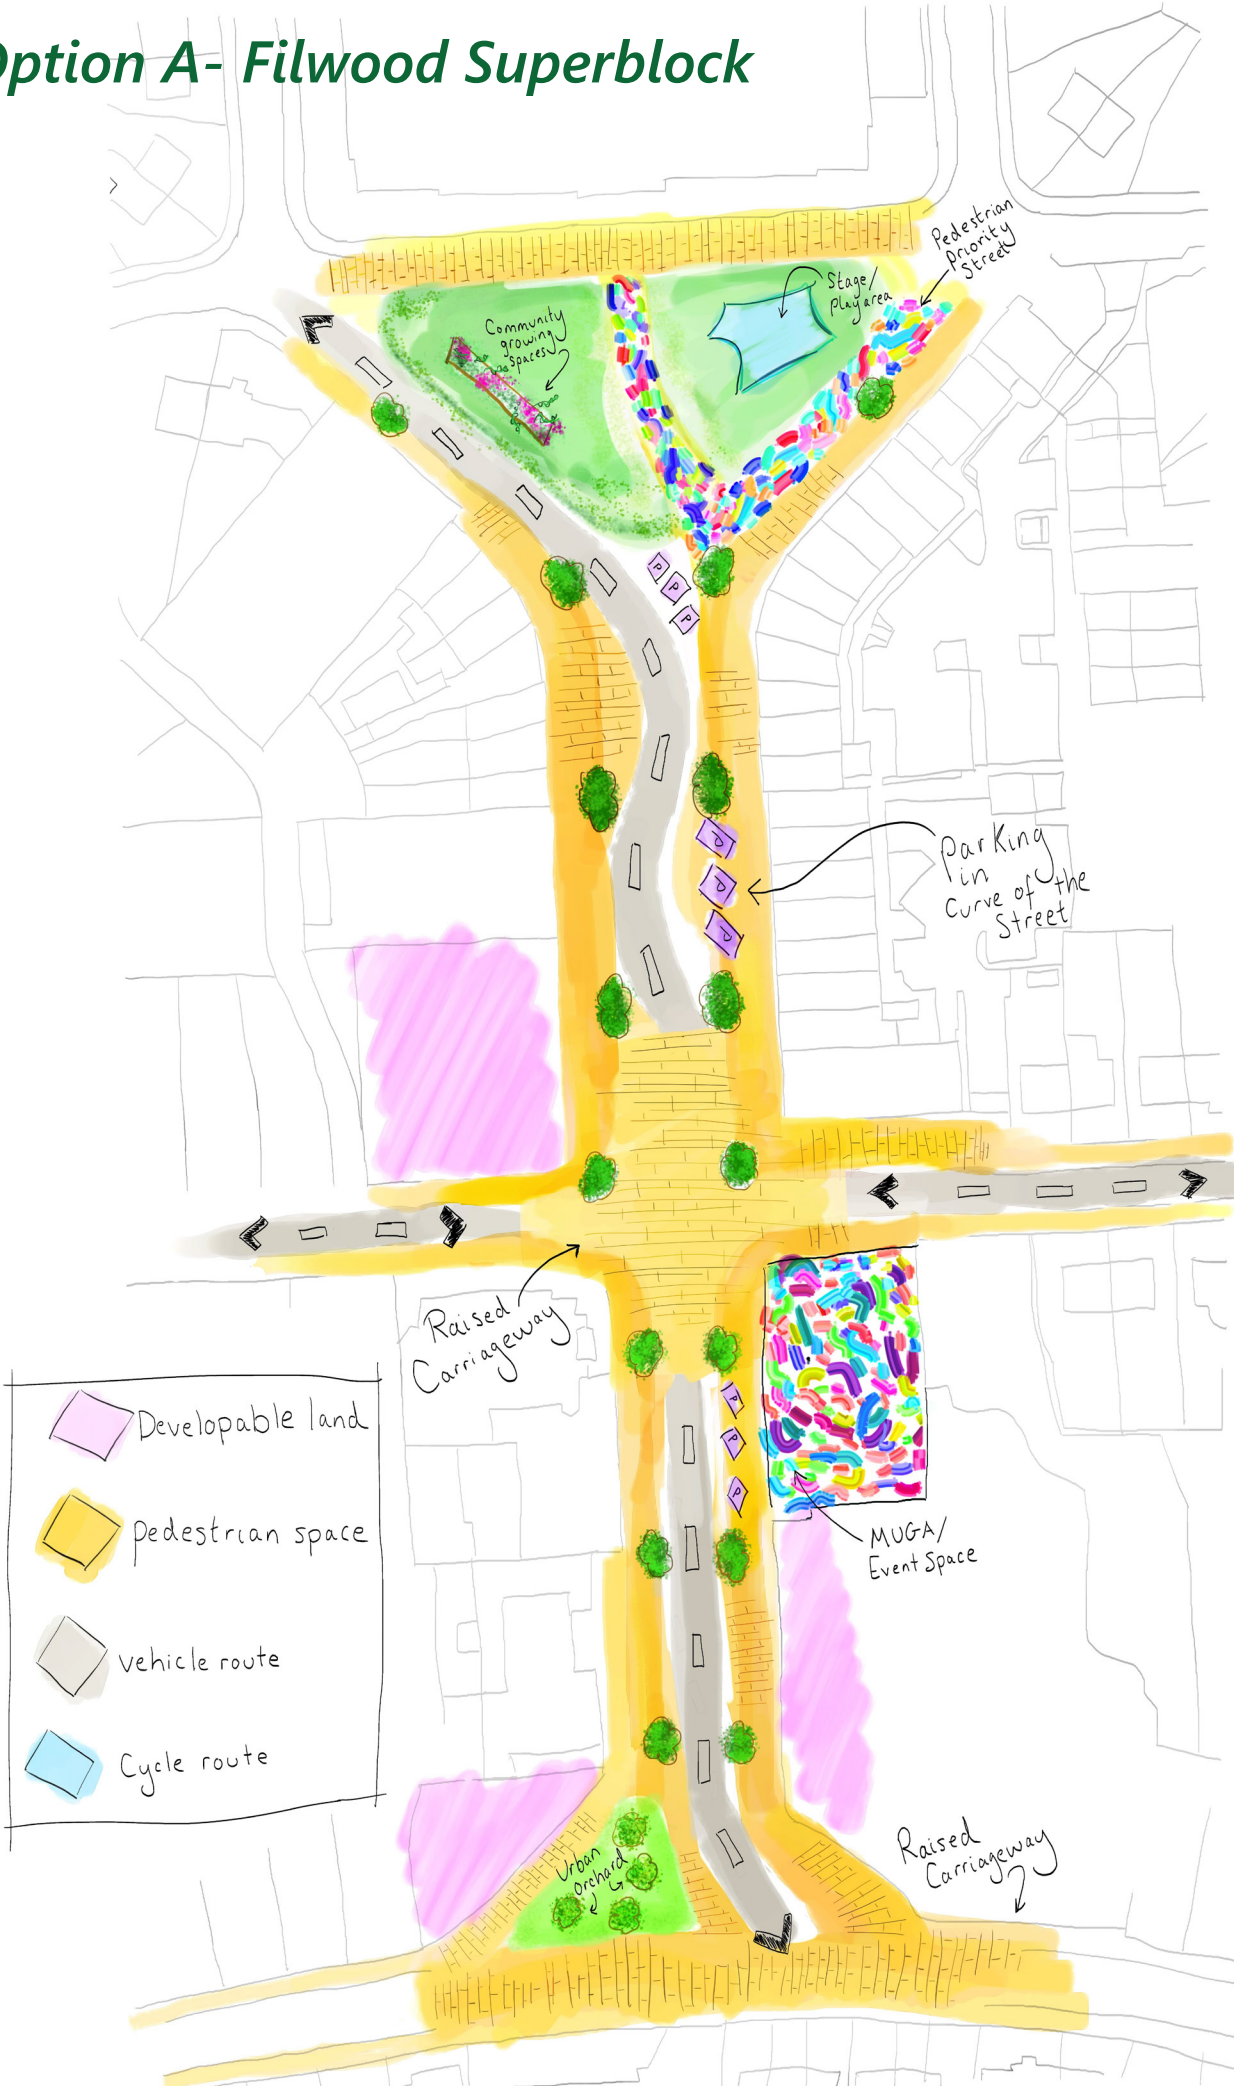 Option A- Filwood Superblock
Pedestrian
Priority
Street
Stage/
Play area
Community
growing
spaces
P
P
P
P
P
P
Parking
in
Curve of the
Street
Raised
Carriageway
P
P
P
MUGA/
Event Space
Developable land
pedestrian space
vehicle route
Cycle route
Urban
orchard
Raised
Carriageway